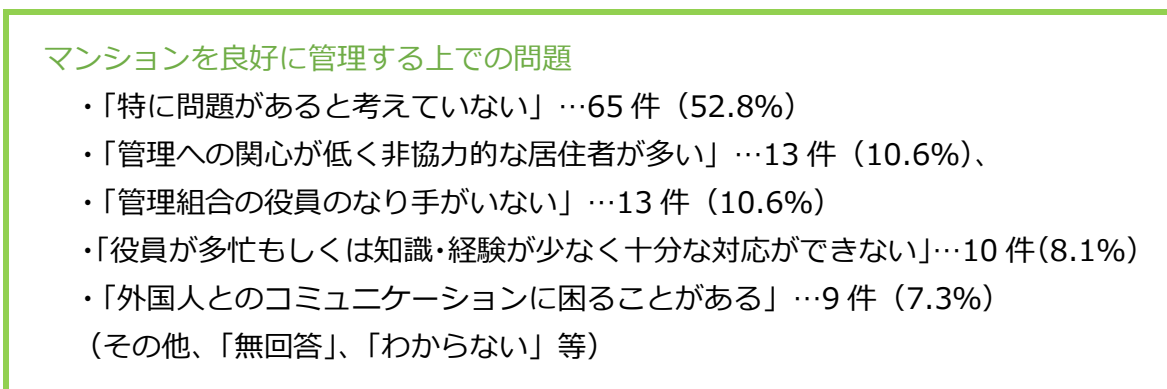 マンションを良好に管理する上での問題
・「特に問題があると考えていない」…65 件（52.8%）
・「管理への関心が低く非協力的な居住者が多い」…13 件（10.6%）、
・「管理組合の役員のなり手がいない」…13 件（10.6%）
・「役員が多忙もしくは知識・経験が少なく十分な対応ができない」…10 件（8.1%）
・「外国人とのコミュニケーションに困ることがある」…9 件（7.3%）
（その他、「無回答」、「わからない」等）